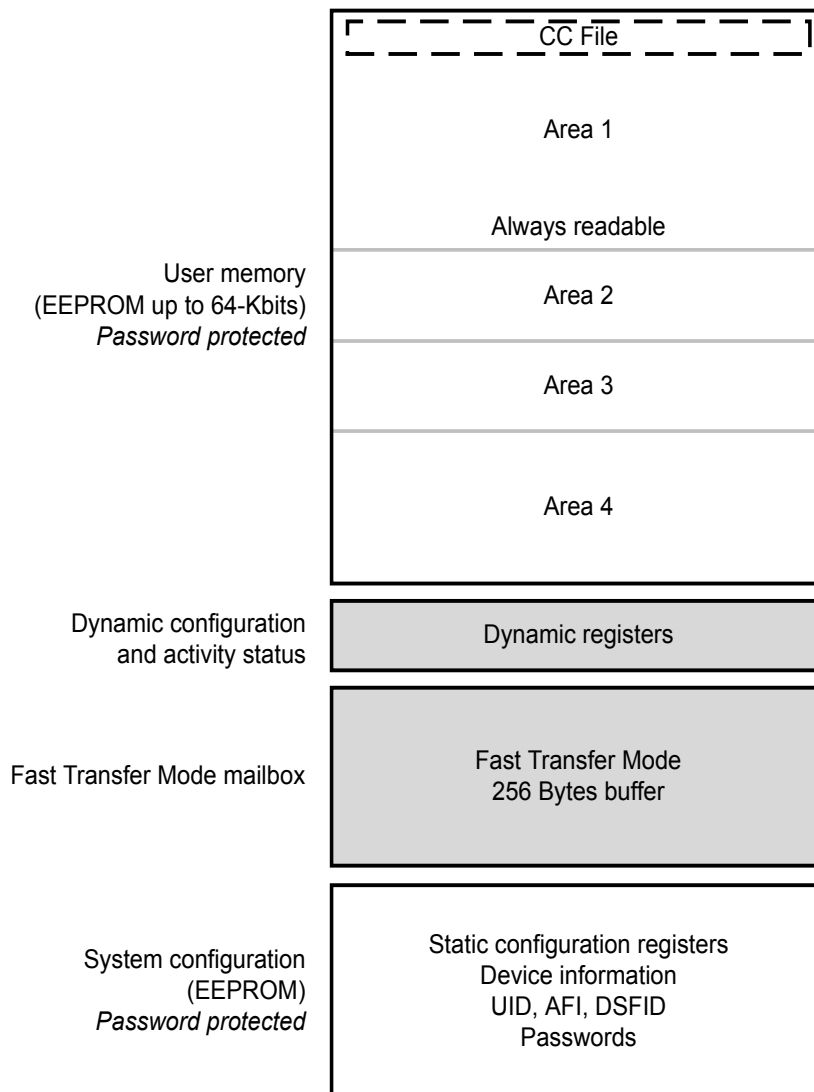 CC File
Area 1
Always readable
User memory
(EEPROM up to 64-Kbits)
Password protected
Area 2
Area 3
Area 4
Dynamic configuration
and activity status
Dynamic registers
Fast Transfer Mode mailbox
Fast Transfer Mode
256 Bytes buffer
System configuration
(EEPROM)
Password protected
Static configuration registers
Device information
UID, AFI, DSFID
Passwords